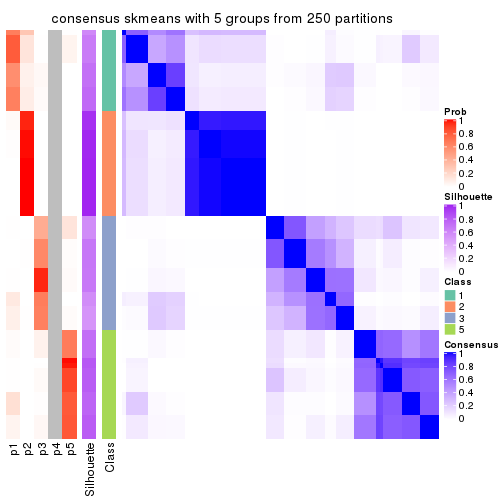 consensus skmeans with 5 groups from 250 partitions
Prob
1
0.8
0.6
0.4
0.2
0
Silhouette
1
0.8
0.6
0.4
0.2
0
Class
1
2
3
5
Consensus
1
0.8
0.6
0.4
0.2
0
p1
p2
p3
p4
p5
Silhouette
Class